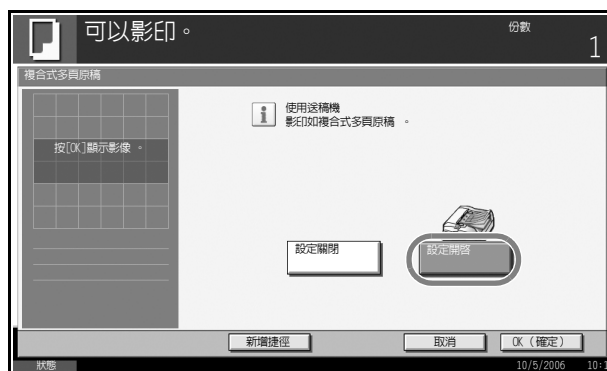 可以影印。
份數
1
複合式多頁原稿
使用送稿機
影印如複合式多頁原稿 。
按[OK]顯示影像 。
設定關閉
設定開啓
新增捷徑
取消
OK (確定)
狀態
10/5/2006
10:1